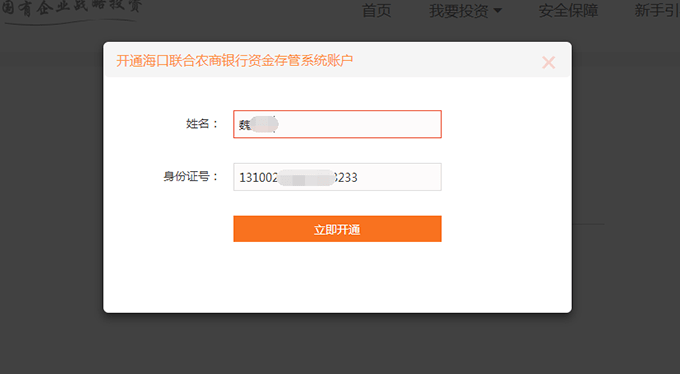 国有企业战略投资
首页 我要投资 安全保障 新手引
开通海口联合农商银行资金存管系统账户
姓名： 魏
身份证号： 131002 3233
立即开通